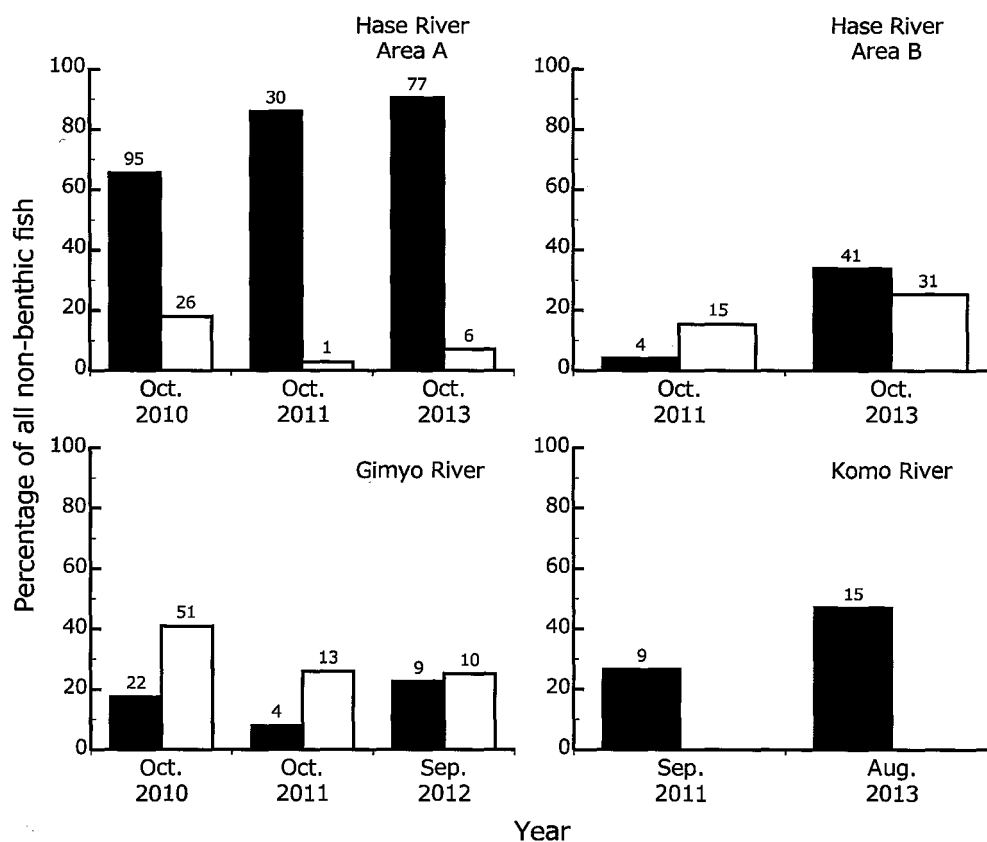 Hase River
Area A
100
80
60
40
20
0
95
26
30
1
77
6
Oct.
2010
Oct.
2011
Oct.
2013
Hase River
Area B
100
80
60
40
20
0
4
15
41
31
Oct.
2011
Oct.
2013
Percentage of all non-benthic fish
Gimyo River
100
80
60
40
20
0
22
51
4
13
9
10
Oct.
2010
Oct.
2011
Sep.
2012
Komo River
100
80
60
40
20
0
9
15
Sep.
2011
Aug.
2013
Year